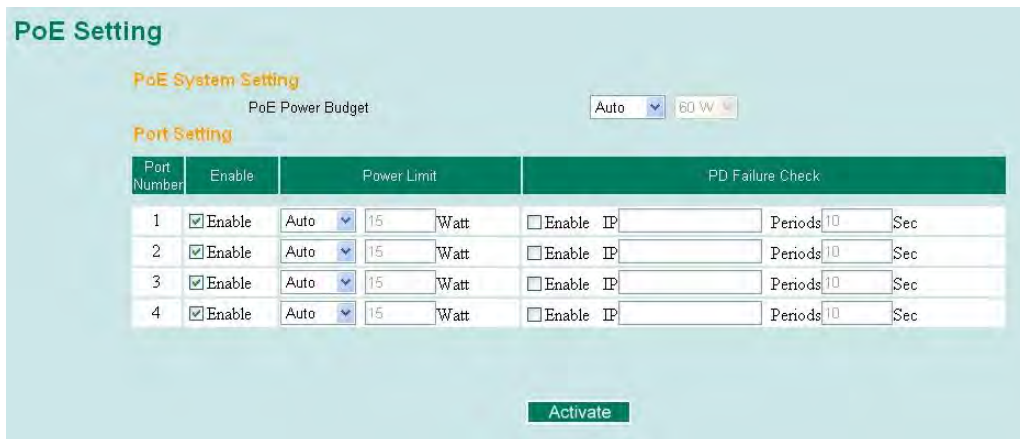 PoE Setting
PoE System Setting
PoE Power Budget Auto 60 W
Port Setting
Port Number Enable Power Limit PD Failure Check
1 Enable Auto 15 Watt Enable IP Periods 10 Sec
2 Enable Auto 15 Watt Enable IP Periods 10 Sec
3 Enable Auto 15 Watt Enable IP Periods 10 Sec
4 Enable Auto 15 Watt Enable IP Periods 10 Sec
Activate